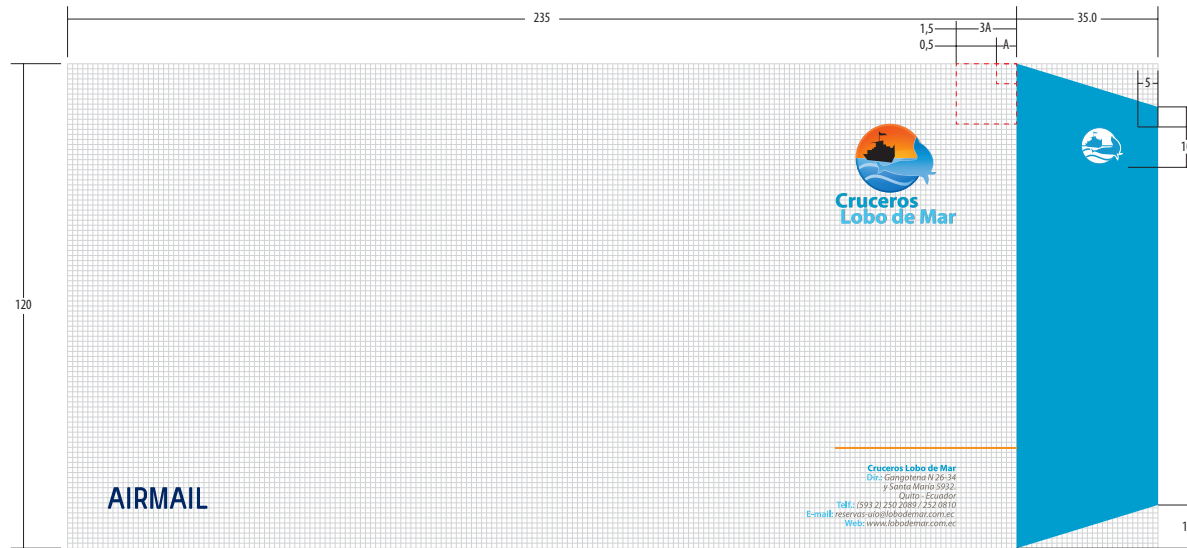 235
35.0
1,5
3A
0,5
A
5
Cruceros
Lobo de Mar
120
Cruceros Lobo de Mar
Dir.: Gangotena N 26-34
y Santa María 5932.
Quito - Ecuador
Telf.: (593 2) 250 2089 / 252 0810
E-mail: reservas-uio@lobodemar.com.ec
Web: www.lobodemar.com.ec
AIRMAIL